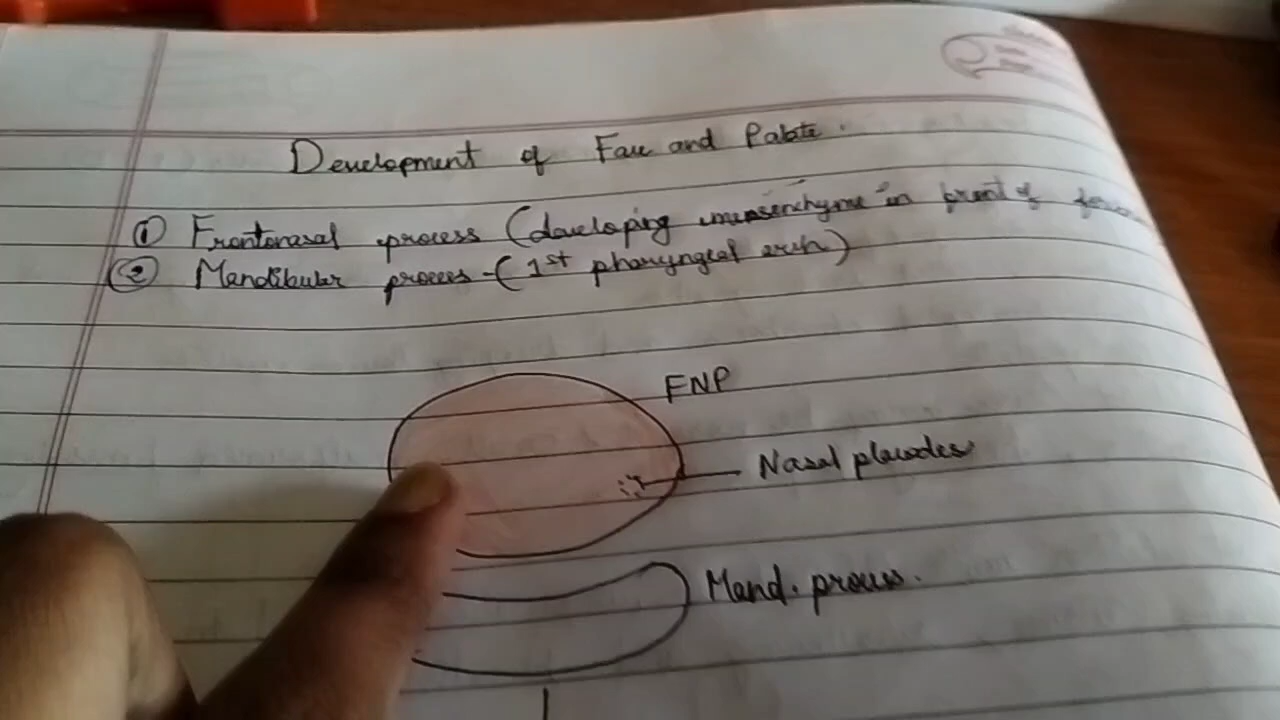 Development of Face and Palate.
① Frontonasal process (developing mesenchyme in front of
② Mandibular process - (1st pharyngeal arch)
FNP
Nasal placodes
Mand. process.